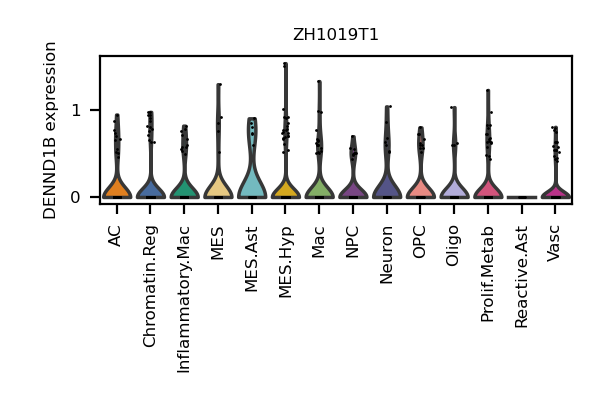 ZH1019T1
DENND1B expression
1
0
AC
Chromatin.Reg
Inflammatory.Mac
MES
MES.Ast
MES.Hyp
Mac
NPC
Neuron
OPC
Oligo
Prolif.Metab
Reactive.Ast
Vasc